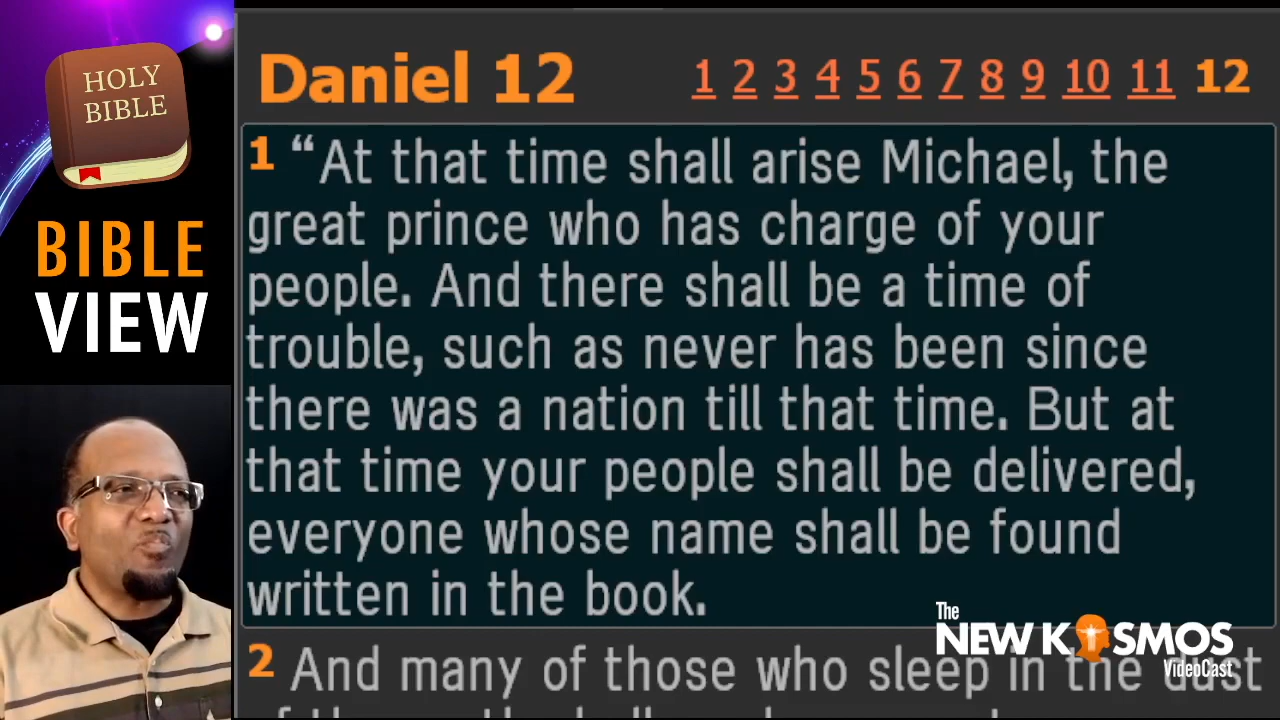 HOLY
BIBLE
BIBLE
VIEW
Daniel 12
1 2 3 4 5 6 7 8 9 10 11 12
1 “At that time shall arise Michael, the
great prince who has charge of your
people. And there shall be a time of
trouble, such as never has been since
there was a nation till that time. But at
that time your people shall be delivered,
everyone whose name shall be found
written in the book.
2 And many of those who sleep in the dust
The
NEW KOSMOS
VideoCast